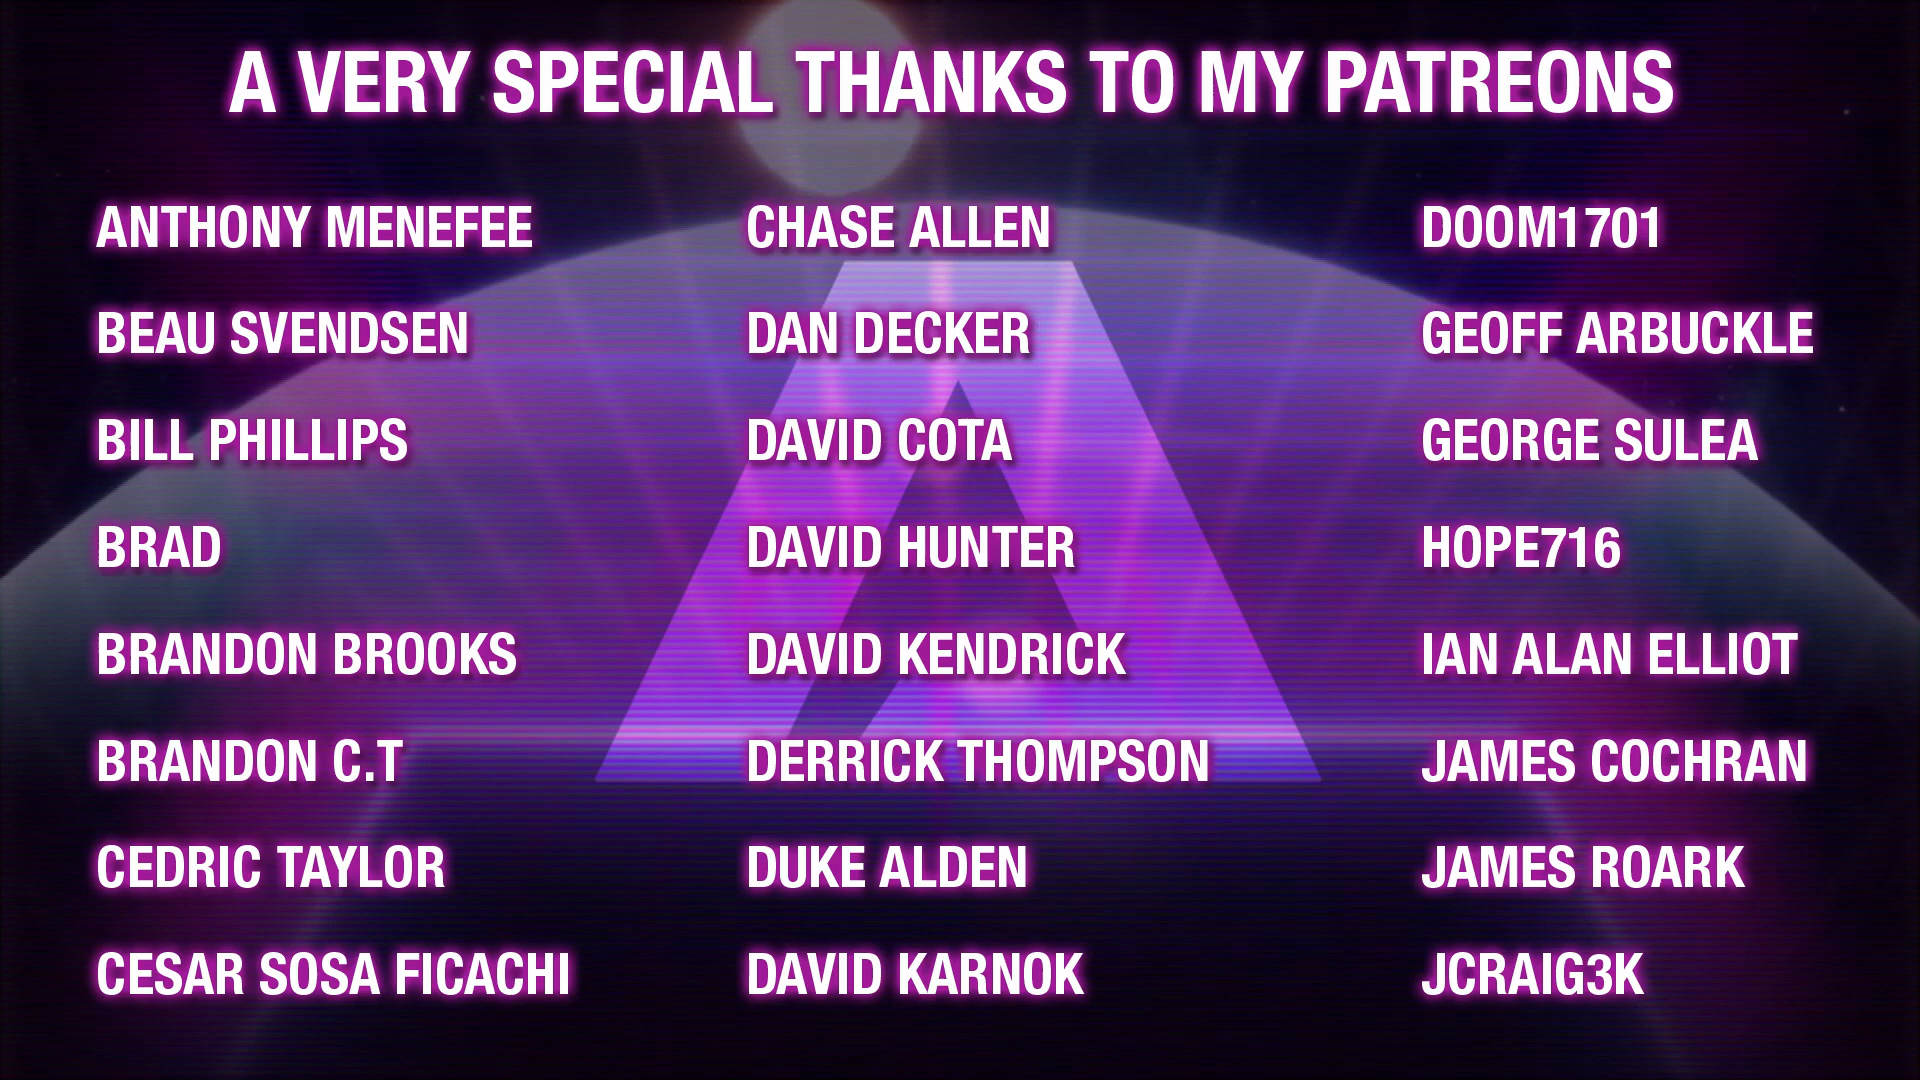 A VERY SPECIAL THANKS TO MY PATREONS
ANTHONY MENEFEE
BEAU SVENDSEN
BILL PHILLIPS
BRAD
BRANDON BROOKS
BRANDON C.T
CEDRIC TAYLOR
CESAR SOSA FICACHI
CHASE ALLEN
DAN DECKER
DAVID COTA
DAVID HUNTER
DAVID KENDRICK
DERRICK THOMPSON
DUKE ALDEN
DAVID KARNOK
DOOM1701
GEOFF ARBUCKLE
GEORGE SULEA
HOPE716
IAN ALAN ELLIOT
JAMES COCHRAN
JAMES ROARK
JCRAIG3K